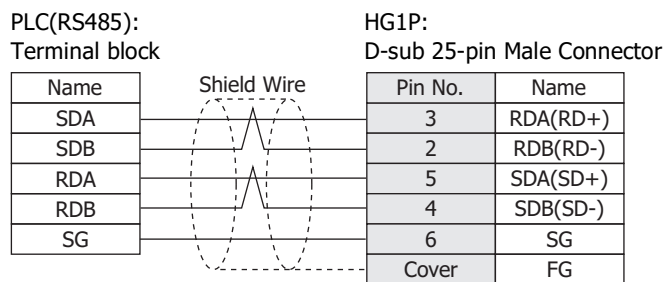 PLC(RS485):
Terminal block
HG1P:
D-sub 25-pin Male Connector
Name Shield Wire Pin No. Name
SDA 3 RDA(RD+)
SDB 2 RDB(RD-)
RDA 5 SDA(SD+)
RDB 4 SDB(SD-)
SG 6 SG
Cover FG